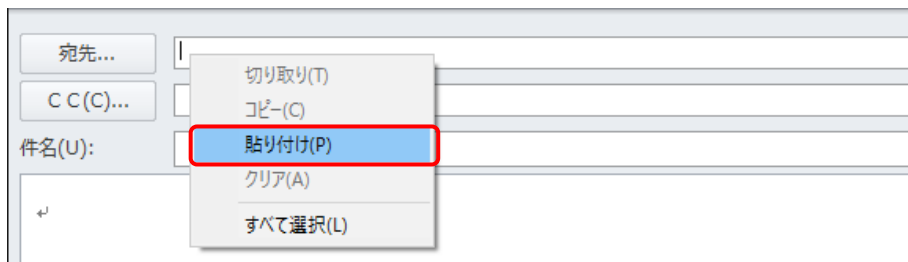 宛先...
切り取り(T)
ＣＣ(C)...
コピー(C)
件名(U):
貼り付け(P)
クリア(A)
すべて選択(L)